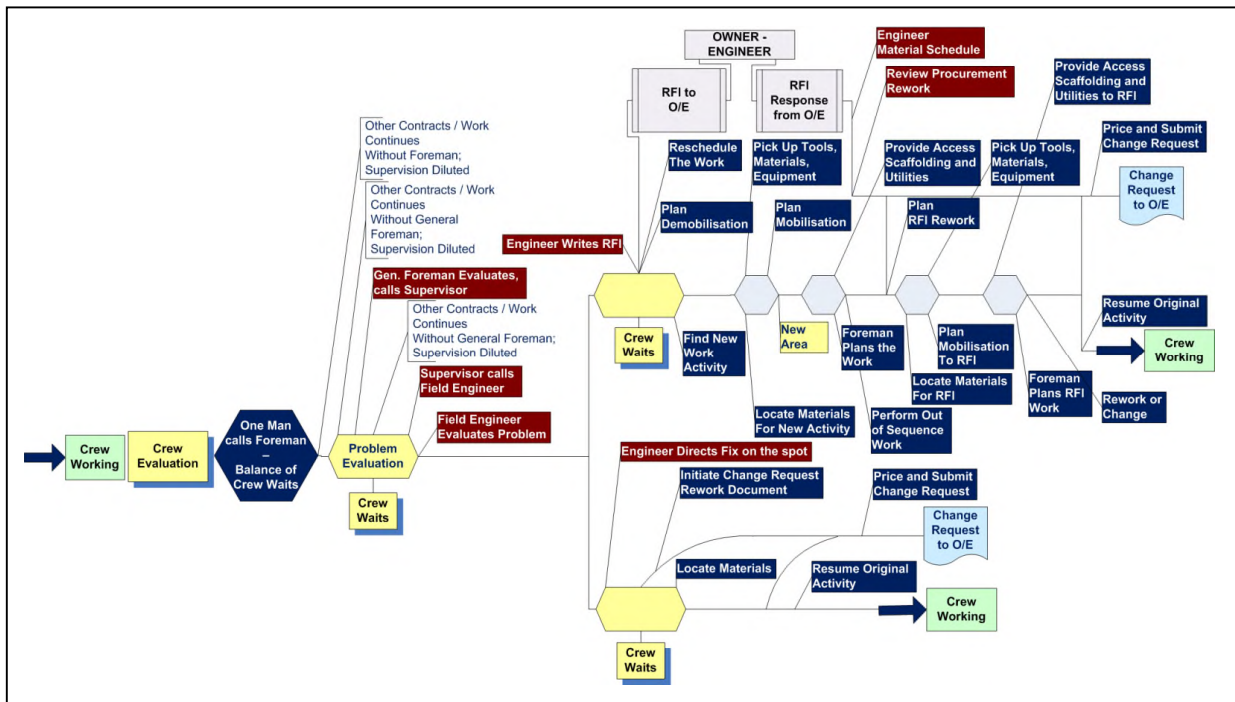 OWNER -
ENGINEER
RFI to
O/E
RFI
Response
from O/E
Engineer
Material Schedule
Review Procurement
Rework
Provide Access
Scaffolding and
Utilities to RFI
Other Contracts / Work
Continues
Without Foreman;
Supervision Diluted
Other Contracts / Work
Continues
Without General
Foreman;
Supervision Diluted
Reschedule
The Work
Pick Up Tools,
Materials,
Equipment
Provide Access
Scaffolding and
Utilities
Pick Up Tools,
Materials,
Equipment
Price and Submit
Change Request
Change
Request
to O/E
Plan
Demobilisation
Plan
Mobilisation
Plan
RFI Rework
Engineer Writes RFI
Gen. Foreman Evaluates,
calls Supervisor
Other Contracts / Work
Continues
Without General Foreman;
Supervision Diluted
Supervisor calls
Field Engineer
Field Engineer
Evaluates Problem
Crew
Waits
Find New
Work
Activity
New
Area
Foreman
Plans the
Work
Plan
Mobilisation
To RFI
Resume Original
Activity
Crew
Working
Locate Materials
For RFI
Foreman
Plans RFI
Work
Rework or
Change
Locate Materials
For New Activity
Perform Out
of Sequence
Work
Crew
Working
Crew
Evaluation
One Man
calls Foreman
–
Balance of
Crew Waits
Problem
Evaluation
Crew
Waits
Engineer Directs Fix on the spot
Initiate Change Request
Rework Document
Price and Submit
Change Request
Change
Request
to O/E
Locate Materials
Resume Original
Activity
Crew
Working
Crew
Waits